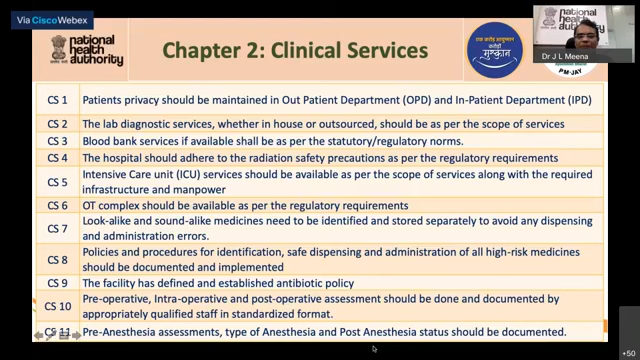 Via CiscoWebex
national
health
authority
Chapter 2: Clinical Services
एक करोड़ आयुष्मान
करोड़ों
मुस्कान
national
health
authority
Dr J L Meena
PM-JAY
CS 1 Patients privacy should be maintained in Out Patient Department (OPD) and In-Patient Department (IPD)
CS 2 The lab diagnostic services, whether in house or outsourced, should be as per the scope of services
CS 3 Blood bank services if available shall be as per the statutory/regulatory norms.
CS 4 The hospital should adhere to the radiation safety precautions as per the regulatory requirements
CS 5 Intensive Care unit (ICU) services should be available as per the scope of services along with the required
infrastructure and manpower
CS 6 OT complex should be available as per the regulatory requirements
CS 7 Look-alike and sound-alike medicines need to be identified and stored separately to avoid any dispensing
and administration errors.
CS 8 Policies and procedures for identification, safe dispensing and administration of all high-risk medicines
should be documented and implemented
CS 9 The facility has defined and established antibiotic policy
CS 10 Pre-operative, Intra-operative and post-operative assessment should be done and documented by
appropriately qualified staff in standardized format.
CS 11 Pre-Anesthesia assessments, type of Anesthesia and Post Anesthesia status should be documented.
+50